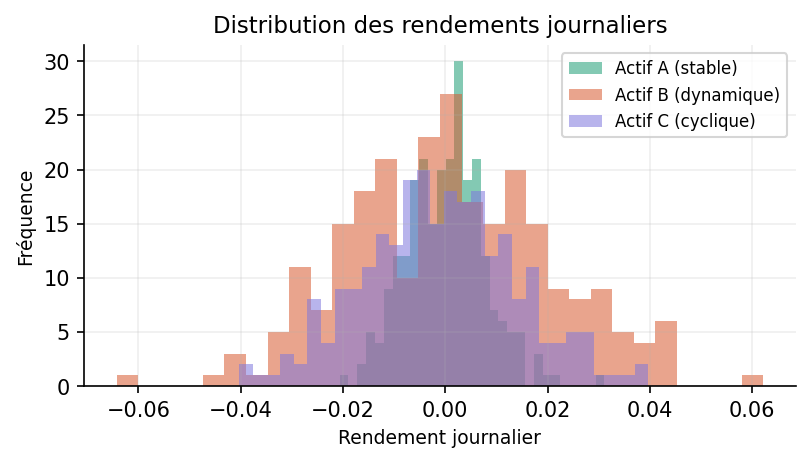 Distribution des rendements journaliers
Fréquence
30
25
20
15
10
5
0
Actif A (stable)
Actif B (dynamique)
Actif C (cyclique)
−0.06
−0.04
−0.02
0.00
0.02
0.04
0.06
Rendement journalier